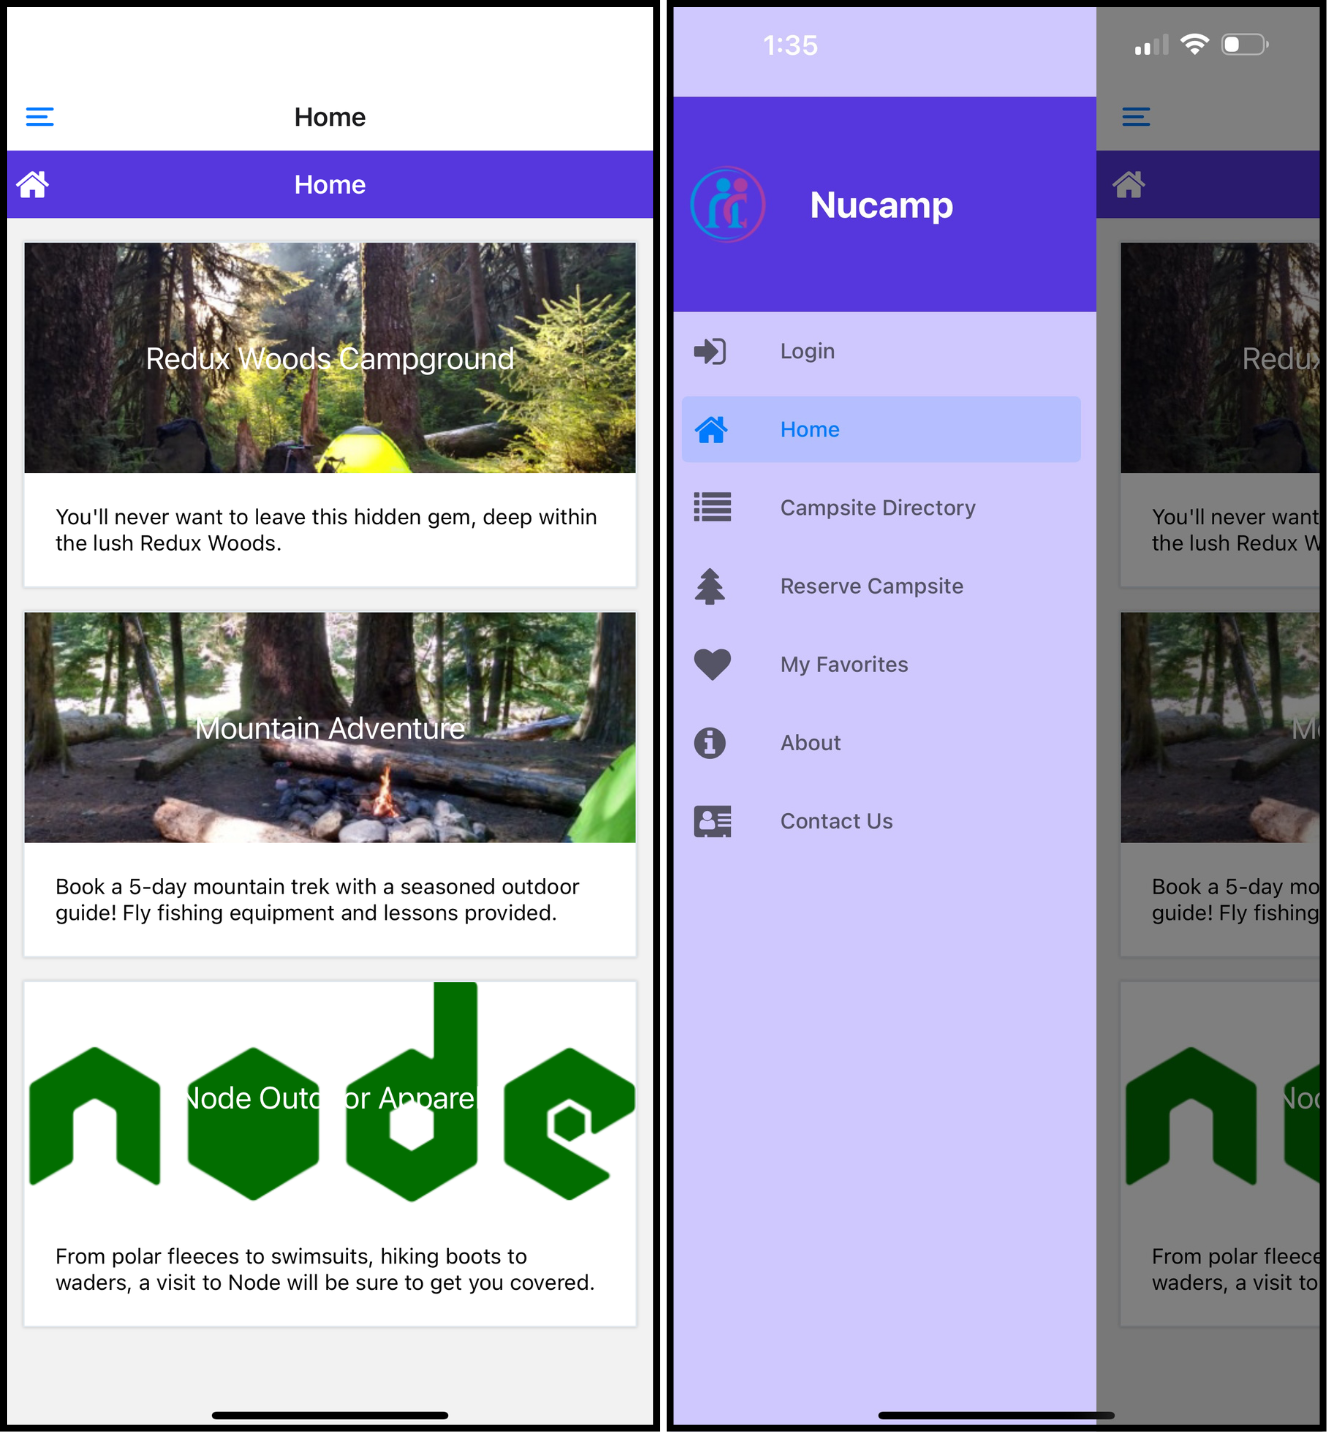 Home
Home
Redux Woods Campground
You'll never want to leave this hidden gem, deep within
the lush Redux Woods.
Mountain Adventure
Book a 5-day mountain trek with a seasoned outdoor
guide! Fly fishing equipment and lessons provided.
node
Node Outdoor Apparel
From polar fleeces to swimsuits, hiking boots to
waders, a visit to Node will be sure to get you covered.
1:35
Nucamp
Login
Home
Campsite Directory
Reserve Campsite
My Favorites
About
Contact Us
Redux
You'll never want
the lush Redux W
Mo
Book a 5-day mo
guide! Fly fishing
n
Noc
From polar fleece
waders, a visit to